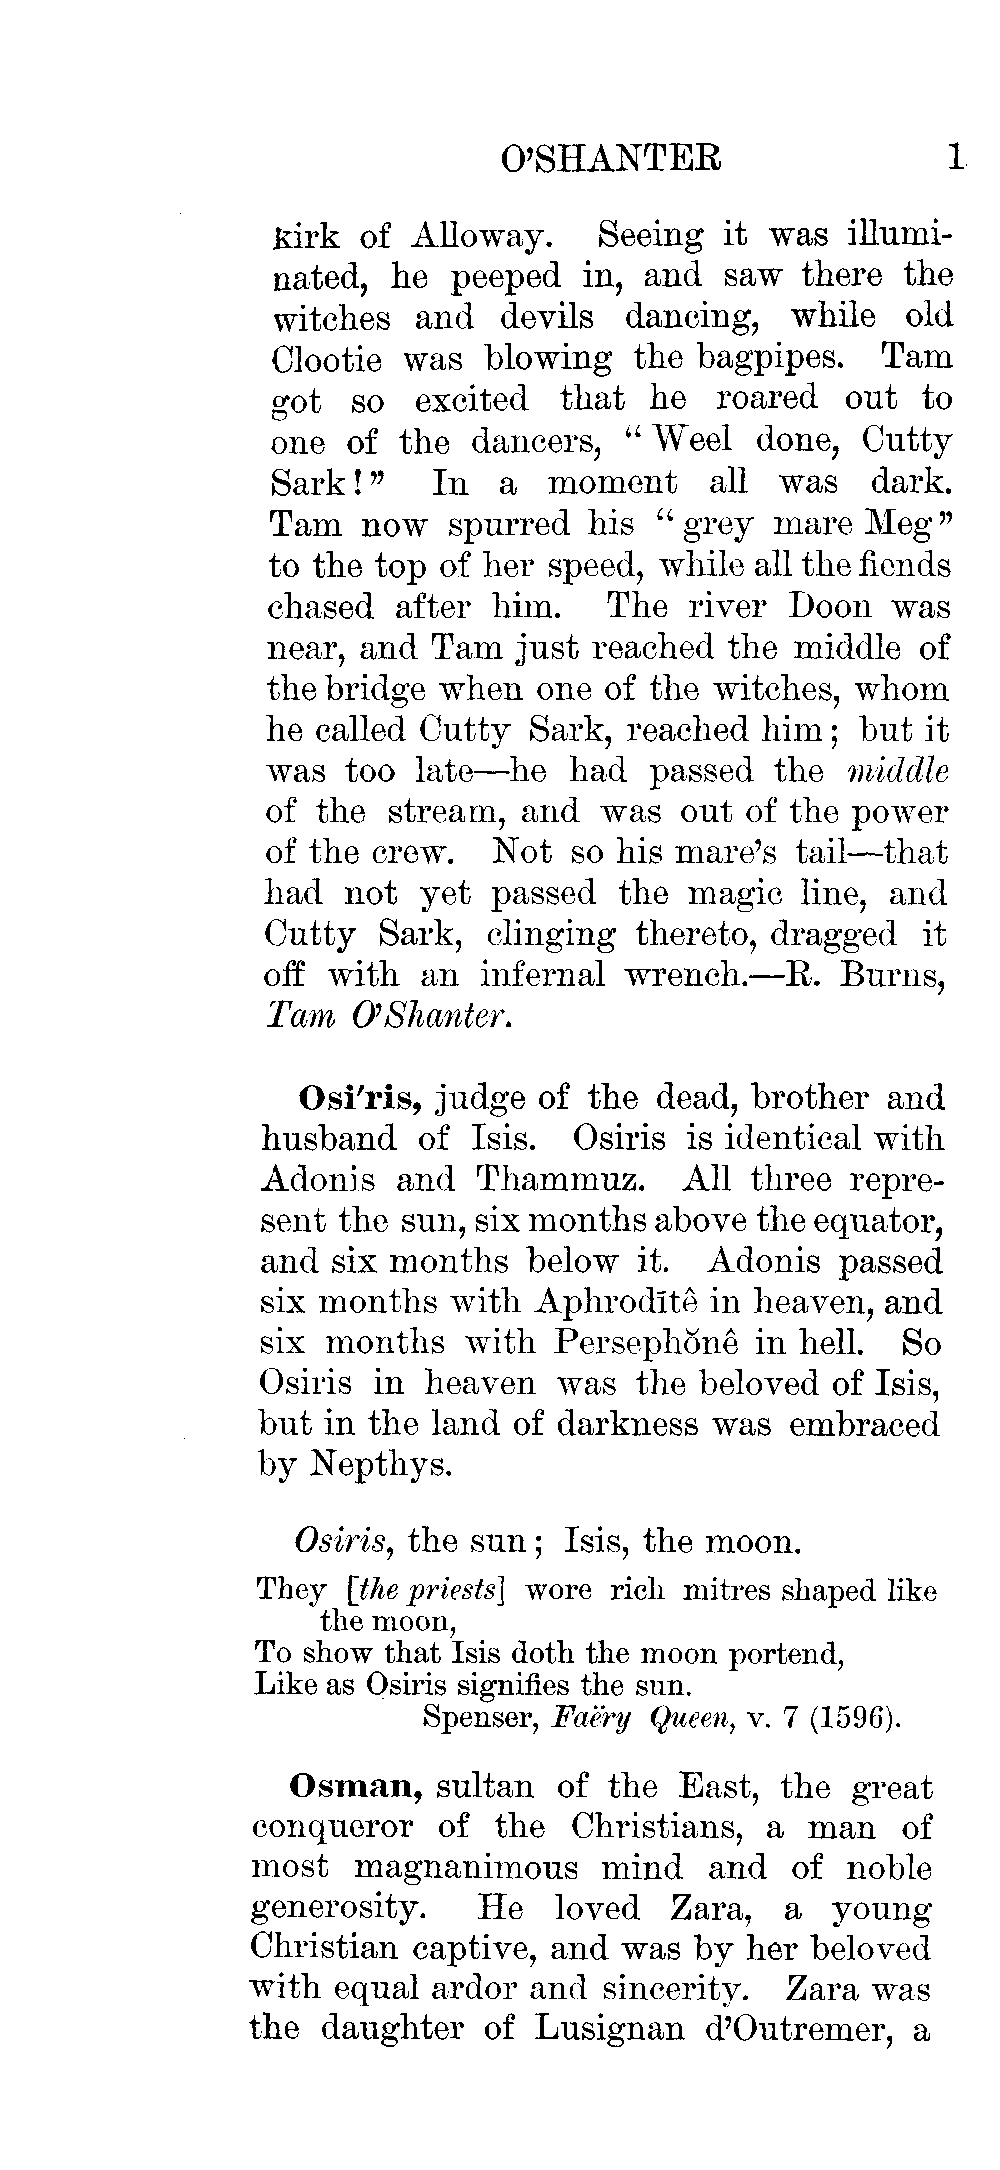 O'SHANTER 1
kirk of Alloway. Seeing it was illumi-
nated, he peeped in, and saw there the
witches and devils dancing, while old
Clootie was blowing the bagpipes. Tam
got so excited that he roared out to
one of the dancers, “Weel done, Cutty
Sark!” In a moment all was dark.
Tam now spurred his “grey mare Meg”
to the top of her speed, while all the fiends
chased after him. The river Doon was
near, and Tam just reached the middle of
the bridge when one of the witches, whom
he called Cutty Sark, reached him; but it
was too late—he had passed the middle
of the stream, and was out of the power
of the crew. Not so his mare's tail—that
had not yet passed the magic line, and
Cutty Sark, clinging thereto, dragged it
off with an infernal wrench.—R. Burns,
Tam O'Shanter.
Osi'ris, judge of the dead, brother and
husband of Isis. Osiris is identical with
Adonis and Thammuz. All three repre-
sent the sun, six months above the equator,
and six months below it. Adonis passed
six months with Aphrodītê in heaven, and
six months with Persephŏnê in hell. So
Osiris in heaven was the beloved of Isis,
but in the land of darkness was embraced
by Nepthys.
Osiris, the sun; Isis, the moon.
They [the priests] wore rich mitres shaped like
the moon,
To show that Isis doth the moon portend,
Like as Osiris signifies the sun.
Spenser, Faëry Queen, v. 7 (1596).
Osman, sultan of the East, the great
conqueror of the Christians, a man of
most magnanimous mind and of noble
generosity. He loved Zara, a young
Christian captive, and was by her beloved
with equal ardor and sincerity. Zara was
the daughter of Lusignan d'Outremer, a